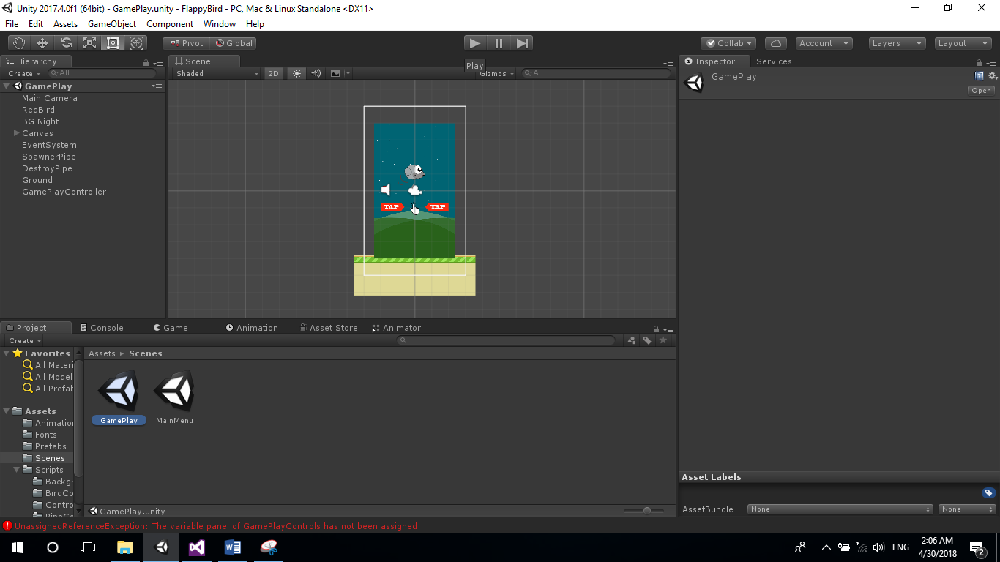 Unity 2017.4.0f1 (64bit) - GamePlay.unity - FlappyBird - PC, Mac & Linux Standalone <DX11>
File Edit Assets GameObject Component Window Help
Pivot Global Collab Account Layers Layout
Hierarchy
Create All
GamePlay
Main Camera
RedBird
BG Night
Canvas
EventSystem
SpawnerPipe
DestroyPipe
Ground
GamePlayController
Scene
Shaded 2D Gizmos All
Play
TAP TAP
Inspector Services
GamePlay
Open
Project Console Game Animation Asset Store Animator
Create
Favorites
All Materi
All Model
All Prefab
Assets
Animation
Fonts
Prefabs
Scenes
Scripts
Backgr
BirdCo
Contro
Assets ▸ Scenes
GamePlay MainMenu
GamePlay.unity
Asset Labels
AssetBundle None None
UnassignedReferenceException: The variable panel of GamePlayControls has not been assigned.
ENG
2:06 AM
4/30/2018
2